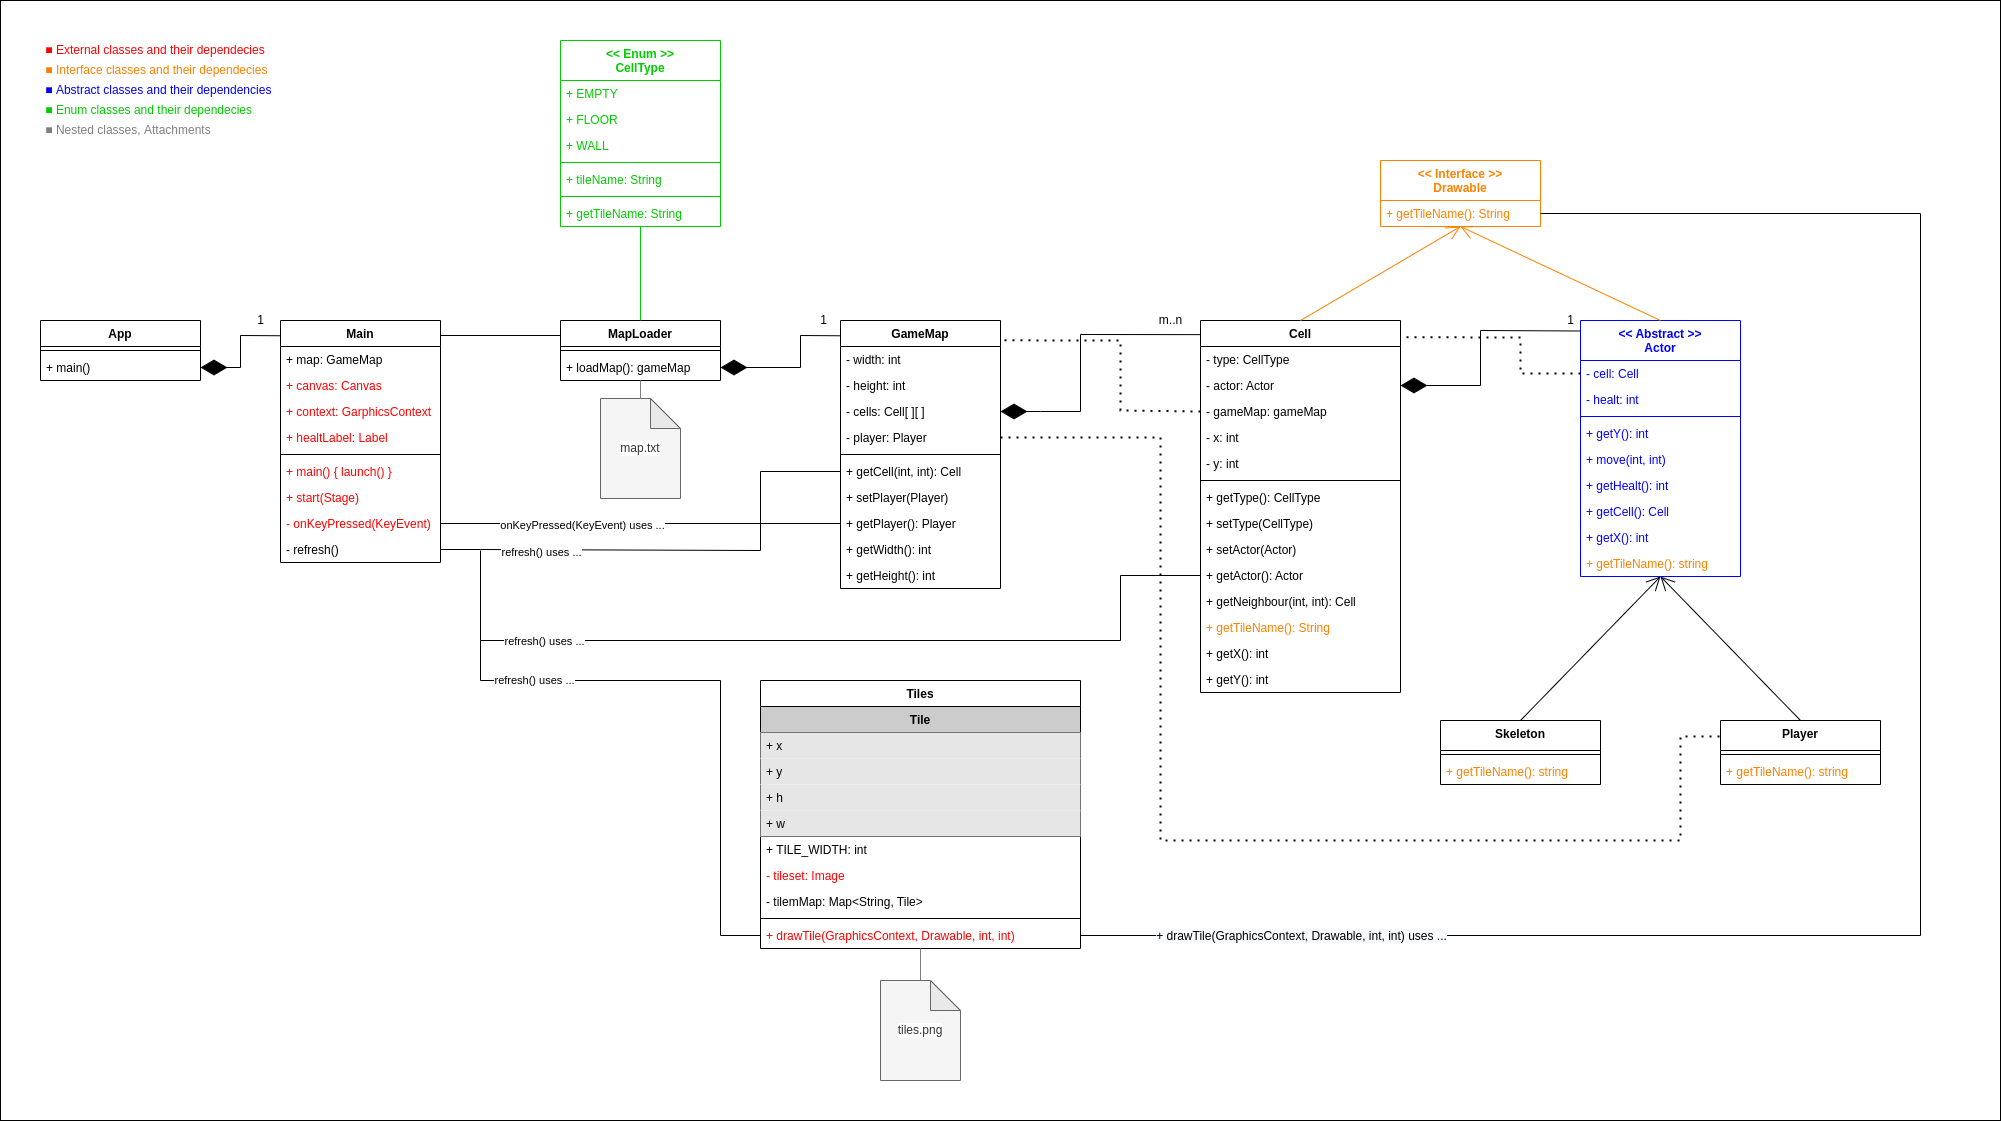 ■ External classes and their dependecies
■ Interface classes and their dependecies
■ Abstract classes and their dependencies
■ Enum classes and their dependecies
■ Nested classes, Attachments
<< Enum >>
CellType
+ EMPTY
+ FLOOR
+ WALL
+ tileName: String
+ getTileName: String
<< Interface >>
Drawable
+ getTileName(): String
App
+ main()
1
Main
+ map: GameMap
+ canvas: Canvas
+ context: GarphicsContext
+ healtLabel: Label
+ main() { launch() }
+ start(Stage)
- onKeyPressed(KeyEvent)
- refresh()
MapLoader
+ loadMap(): gameMap
map.txt
1
GameMap
- width: int
- height: int
- cells: Cell[ ][ ]
- player: Player
+ getCell(int, int): Cell
+ setPlayer(Player)
+ getPlayer(): Player
+ getWidth(): int
+ getHeight(): int
onKeyPressed(KeyEvent) uses ...
refresh() uses ...
refresh() uses ...
refresh() uses ...
m..n
Cell
- type: CellType
- actor: Actor
- gameMap: gameMap
- x: int
- y: int
+ getType(): CellType
+ setType(CellType)
+ setActor(Actor)
+ getActor(): Actor
+ getNeighbour(int, int): Cell
+ getTileName(): String
+ getX(): int
+ getY(): int
1
<< Abstract >>
Actor
- cell: Cell
- healt: int
+ getY(): int
+ move(int, int)
+ getHealt(): int
+ getCell(): Cell
+ getX(): int
+ getTileName(): string
Skeleton
+ getTileName(): string
Player
+ getTileName(): string
Tiles
Tile
+ x
+ y
+ h
+ w
+ TILE_WIDTH: int
- tileset: Image
- tilemMap: Map<String, Tile>
+ drawTile(GraphicsContext, Drawable, int, int)
+ drawTile(GraphicsContext, Drawable, int, int) uses ...
tiles.png